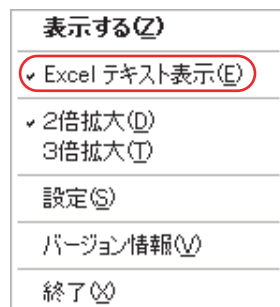 表示する(Z)
Excel テキスト表示(E)
2倍拡大(D)
3倍拡大(T)
設定(S)
バージョン情報(V)
終了(X)